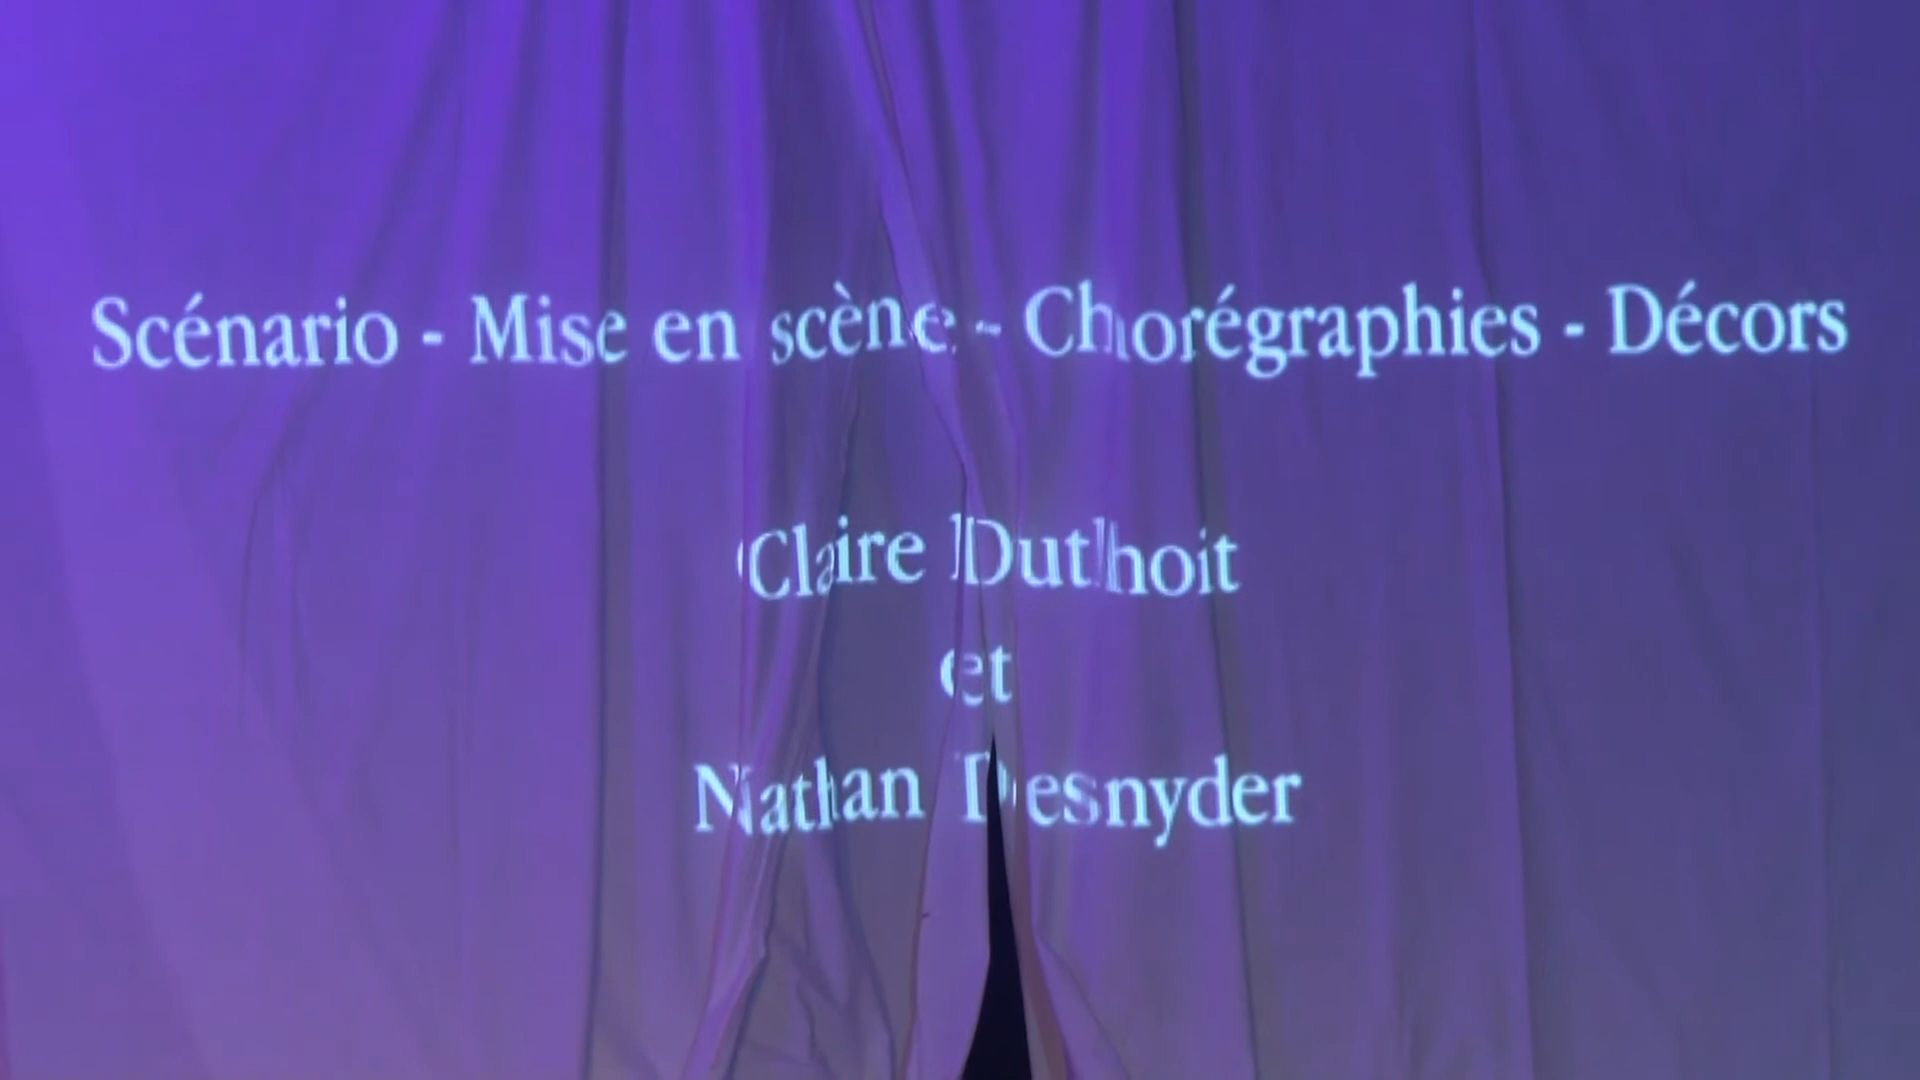 Scénario - Mise en scène - Chorégraphies - Décors
Claire Duthoit
et
Nathan Desnyder